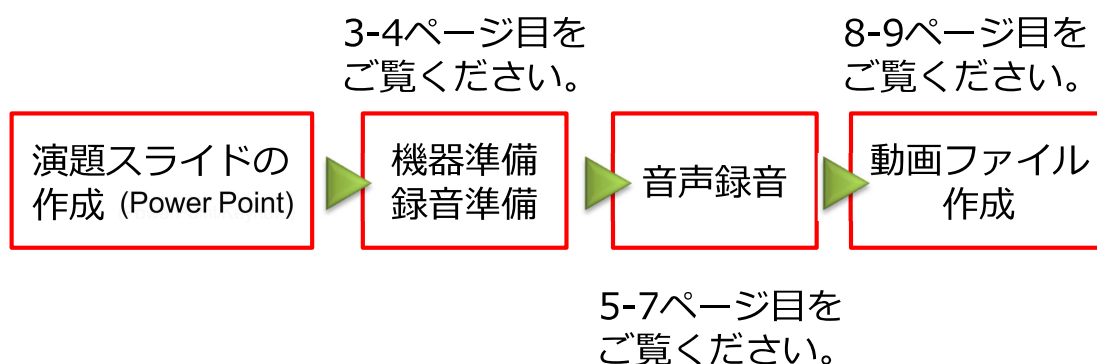 3-4ページ目を
ご覧ください。
8-9ページ目を
ご覧ください。
演題スライドの
作成 (Power Point)
機器準備
録音準備
音声録音
動画ファイル
作成
5-7ページ目を
ご覧ください。